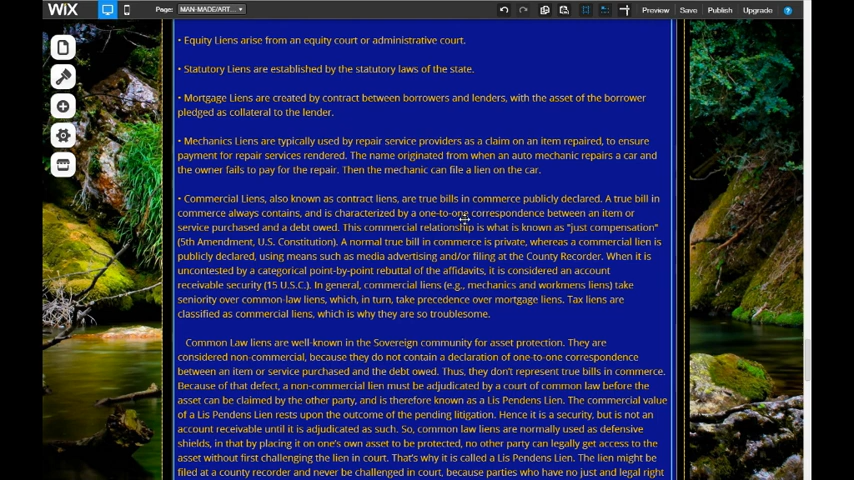 WiX
Page: MAN-MADE/ART...
Preview Save Publish Upgrade ?
• Equity Liens arise from an equity court or administrative court.
• Statutory Liens are established by the statutory laws of the state.
• Mortgage Liens are created by contract between borrowers and lenders, with the asset of the borrower
pledged as collateral to the lender.
• Mechanics Liens are typically used by repair service providers as a claim on an item repaired, to ensure
payment for repair services rendered. The name originated from when an auto mechanic repairs a car and
the owner fails to pay for the repair. Then the mechanic can file a lien on the car.
• Commercial Liens, also known as contract liens, are true bills in commerce publicly declared. A true bill in
commerce always contains, and is characterized by a one-to-one correspondence between an item or
service purchased and a debt owed. This commercial relationship is what is known as "just compensation"
(5th Amendment, U.S. Constitution). A normal true bill in commerce is private, whereas a commercial lien is
publicly declared, using means such as media advertising and/or filing at the County Recorder. When it is
uncontested by a categorical point-by-point rebuttal of the affidavits, it is considered an account
receivable security (15 U.S.C.). In general, commercial liens (e.g., mechanics and workmens liens) take
seniority over common-law liens, which, in turn, take precedence over mortgage liens. Tax liens are
classified as commercial liens, which is why they are so troublesome.
Common Law liens are well-known in the Sovereign community for asset protection. They are
considered non-commercial, because they do not contain a declaration of one-to-one correspondence
between an item or service purchased and the debt owed. Thus, they don't represent true bills in commerce.
Because of that defect, a non-commercial lien must be adjudicated by a court of common law before the
asset can be claimed by the other party, and is therefore known as a Lis Pendens Lien. The commercial value
of a Lis Pendens Lien rests upon the outcome of the pending litigation. Hence it is a security, but is not an
account receivable until it is adjudicated as such. So, common law liens are normally used as defensive
shields, in that by placing it on one's own asset to be protected, no other party can legally get access to the
asset without first challenging the lien in court. That's why it is called a Lis Pendens Lien. The lien might be
filed at a county recorder and never be challenged in court, because parties who have no just and legal right